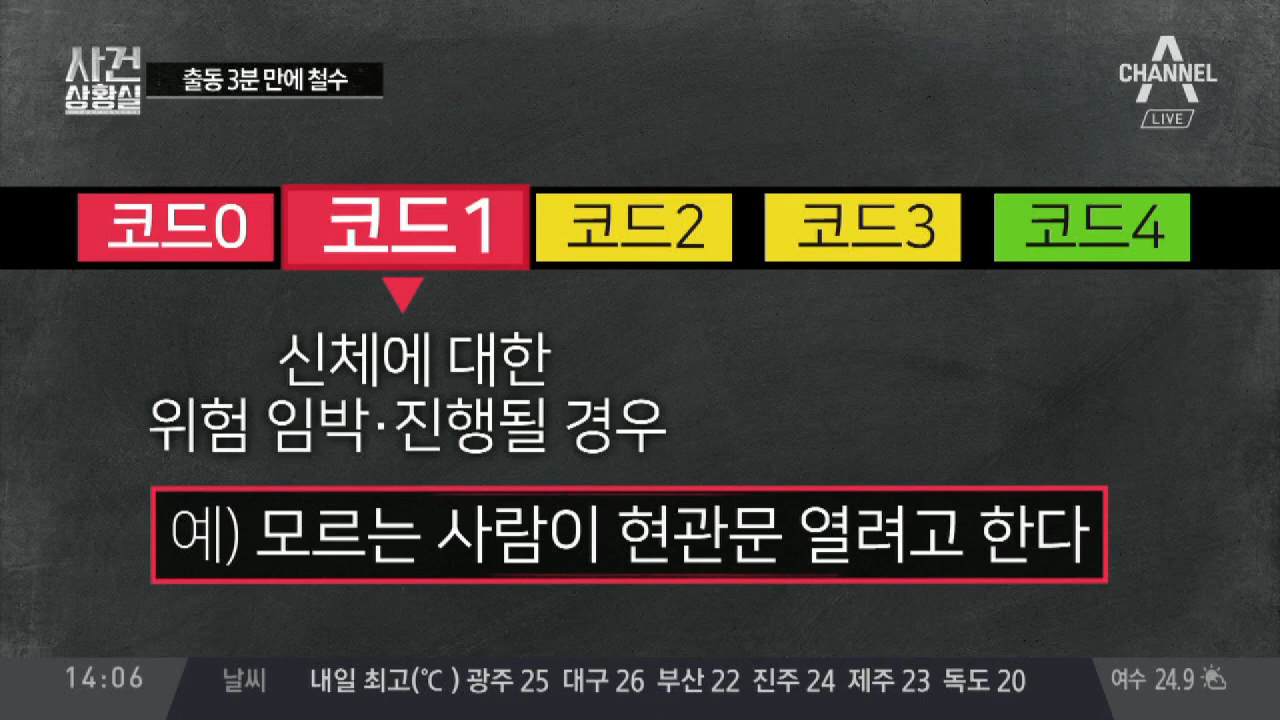 사건
상황실
출동 3분 만에 철수
CHANNEL A
LIVE
코드0 코드1 코드2 코드3 코드4
신체에 대한
위험 임박·진행될 경우
예) 모르는 사람이 현관문 열려고 한다
14:06 날씨 내일 최고(℃) 광주 25 대구 26 부산 22 진주 24 제주 23 독도 20 여수 24.9